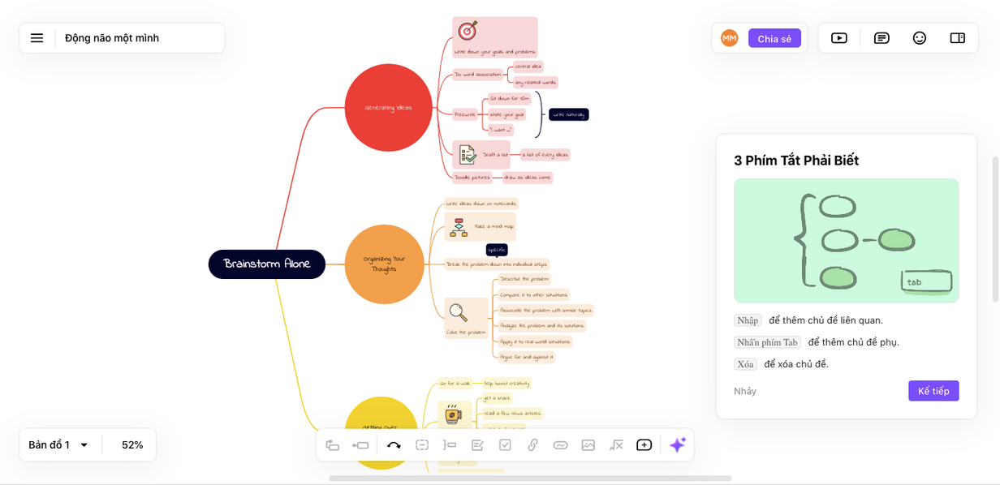 Động não một mình
MM
Chia sẻ
Write down your goals and problems
Do word association
central idea
any related words
Generating Ideas
Freewrite
Sit down for 15m
State your goal
"I want ..."
Write naturally
Draft a list
a list of every ideas
Doodle pictures
draw as ideas come
Brainstorm Alone
Organizing Your
Thoughts
Write ideas down on notecards
Make a mind map
specific
Break the problem down into individual steps
Cube the problem
Describe the problem
Compare it to other situations
Associate the problem with similar topics
Analyze the problem and its solutions
Apply it to real world situations
Argue for and against it
Getting Over
Go for a walk
help boost creativity
get a snack
read a few news articles
3 Phím Tắt Phải Biết
tab
Nhập để thêm chủ đề liên quan.
Nhấn phím Tab để thêm chủ đề phụ.
Xóa để xóa chủ đề.
Nhảy
Kế tiếp
Bản đồ 1
52%